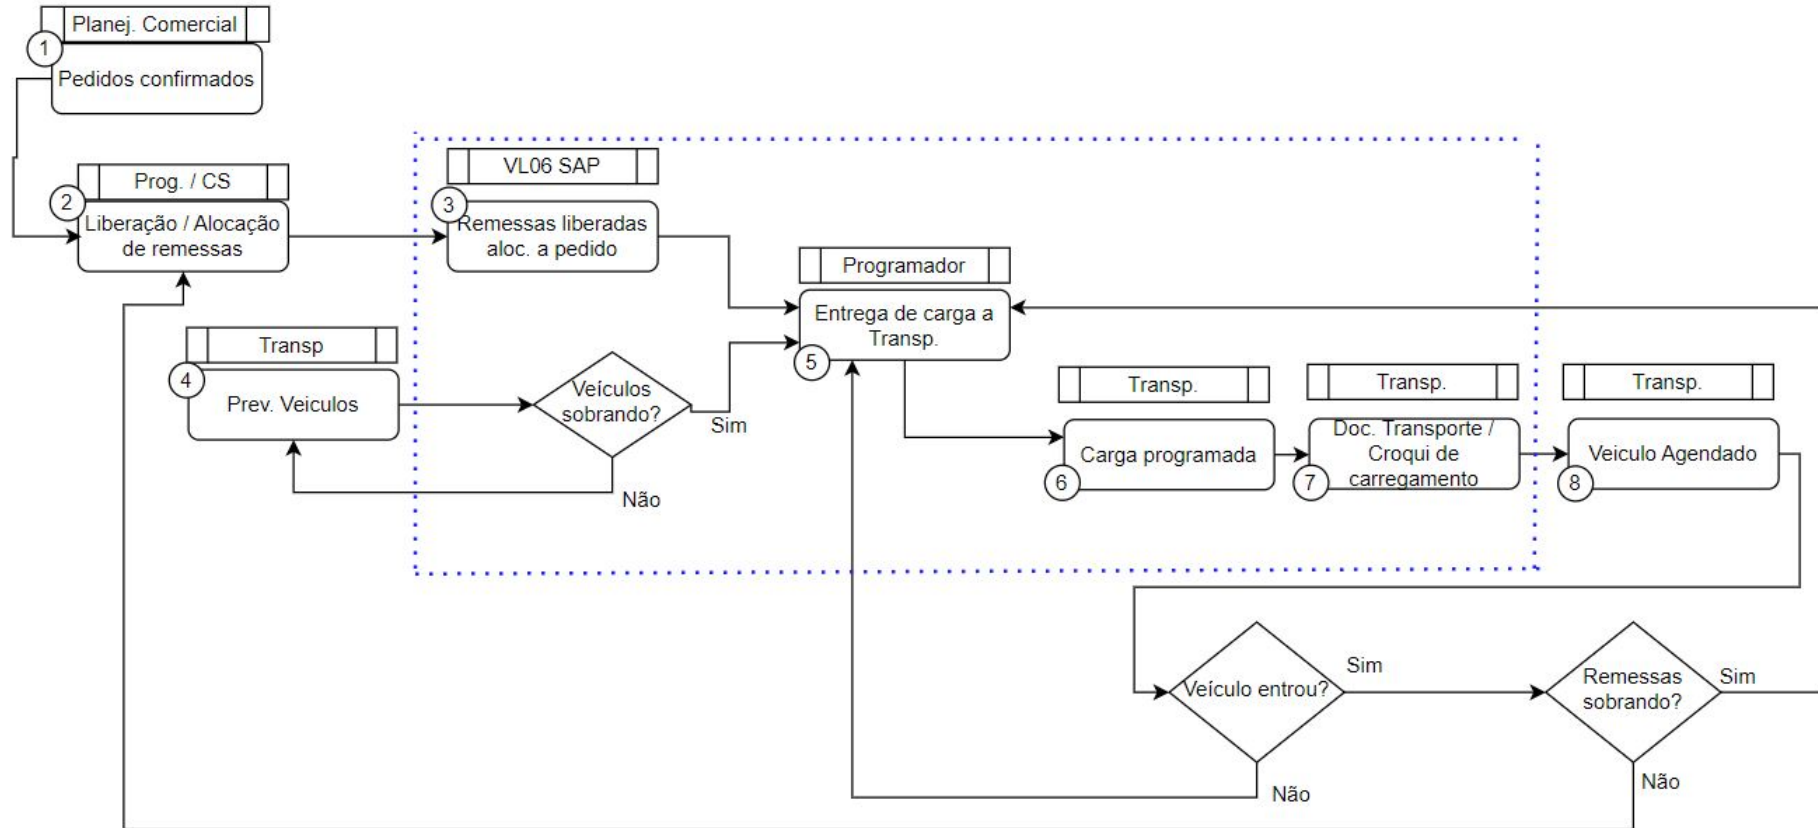 Planej. Comercial
1
Pedidos confirmados
Prog. / CS
2
Liberação / Alocação
de remessas
VL06 SAP
3
Remessas liberadas
aloc. a pedido
Transp
4
Prev. Veiculos
Veículos
sobrando?
Sim
Não
Programador
Entrega de carga a
Transp.
5
Transp.
Carga programada
6
Transp.
Doc. Transporte /
Croqui de
carregamento
7
Transp.
Veiculo Agendado
8
Veículo entrou?
Sim
Não
Remessas
sobrando?
Sim
Não